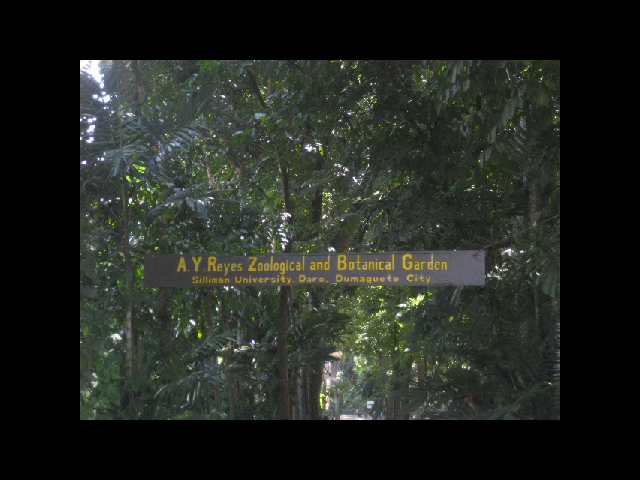 A.Y. Reyes Zoological and Botanical Garden
Silliman University, Daro, Dumaguete City